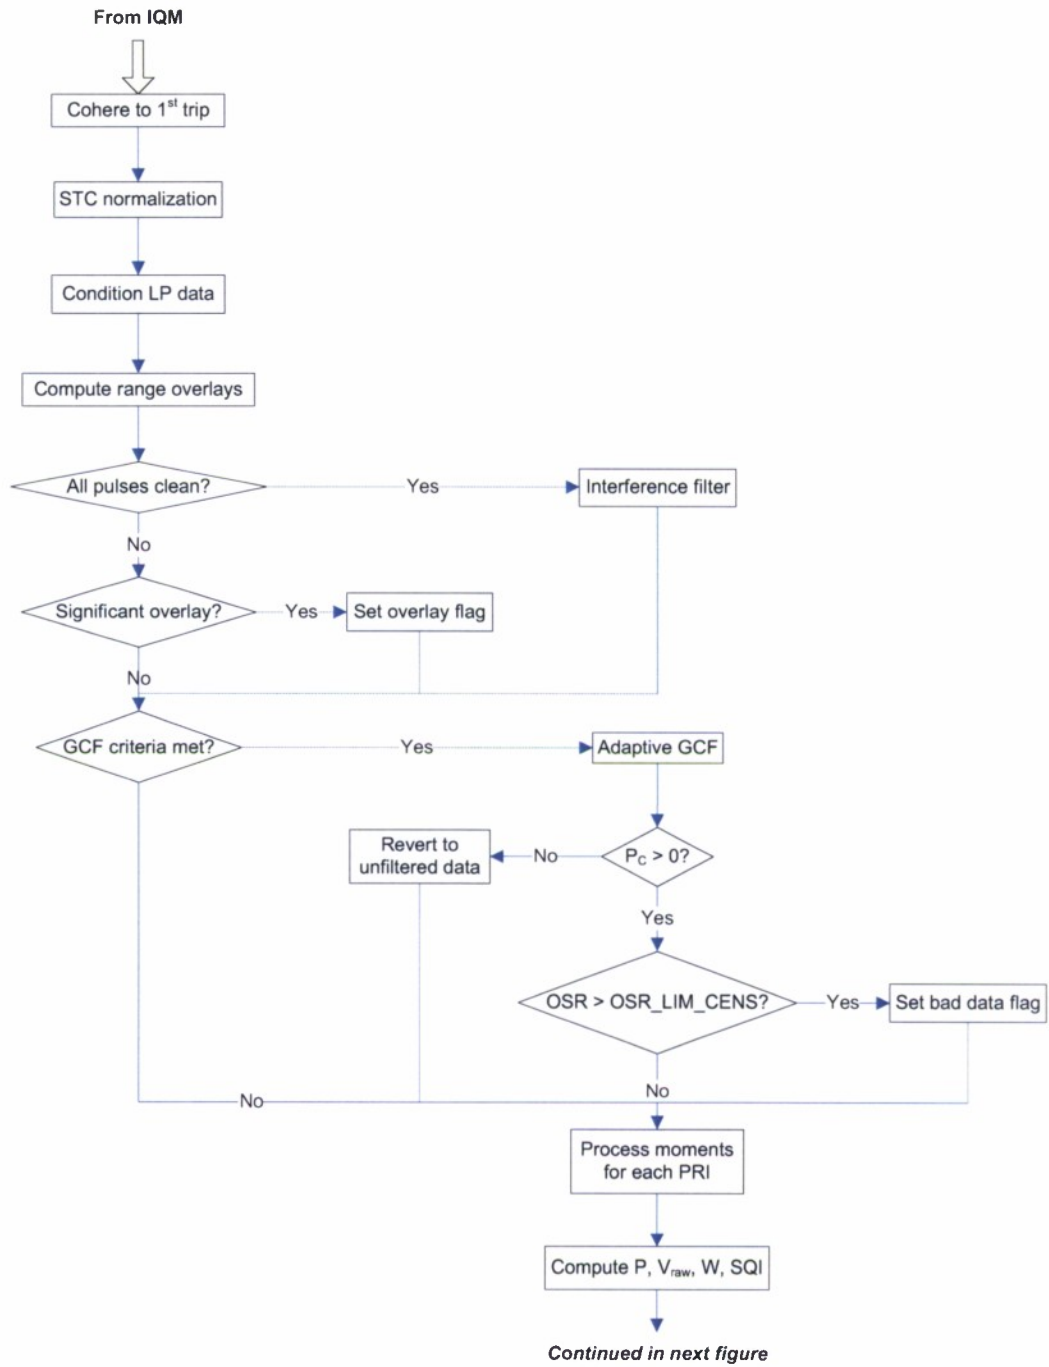 From IQM
Cohere to 1st trip
STC normalization
Condition LP data
Compute range overlays
All pulses clean?
Yes
Interference filter
No
Significant overlay?
Yes
Set overlay flag
No
GCF criteria met?
Yes
Adaptive GCF
Revert to
unfiltered data
No
PC > 0?
Yes
OSR > OSR_LIM_CENS?
Yes
Set bad data flag
No
No
Process moments
for each PRI
Compute P, Vraw, W, SQI
Continued in next figure